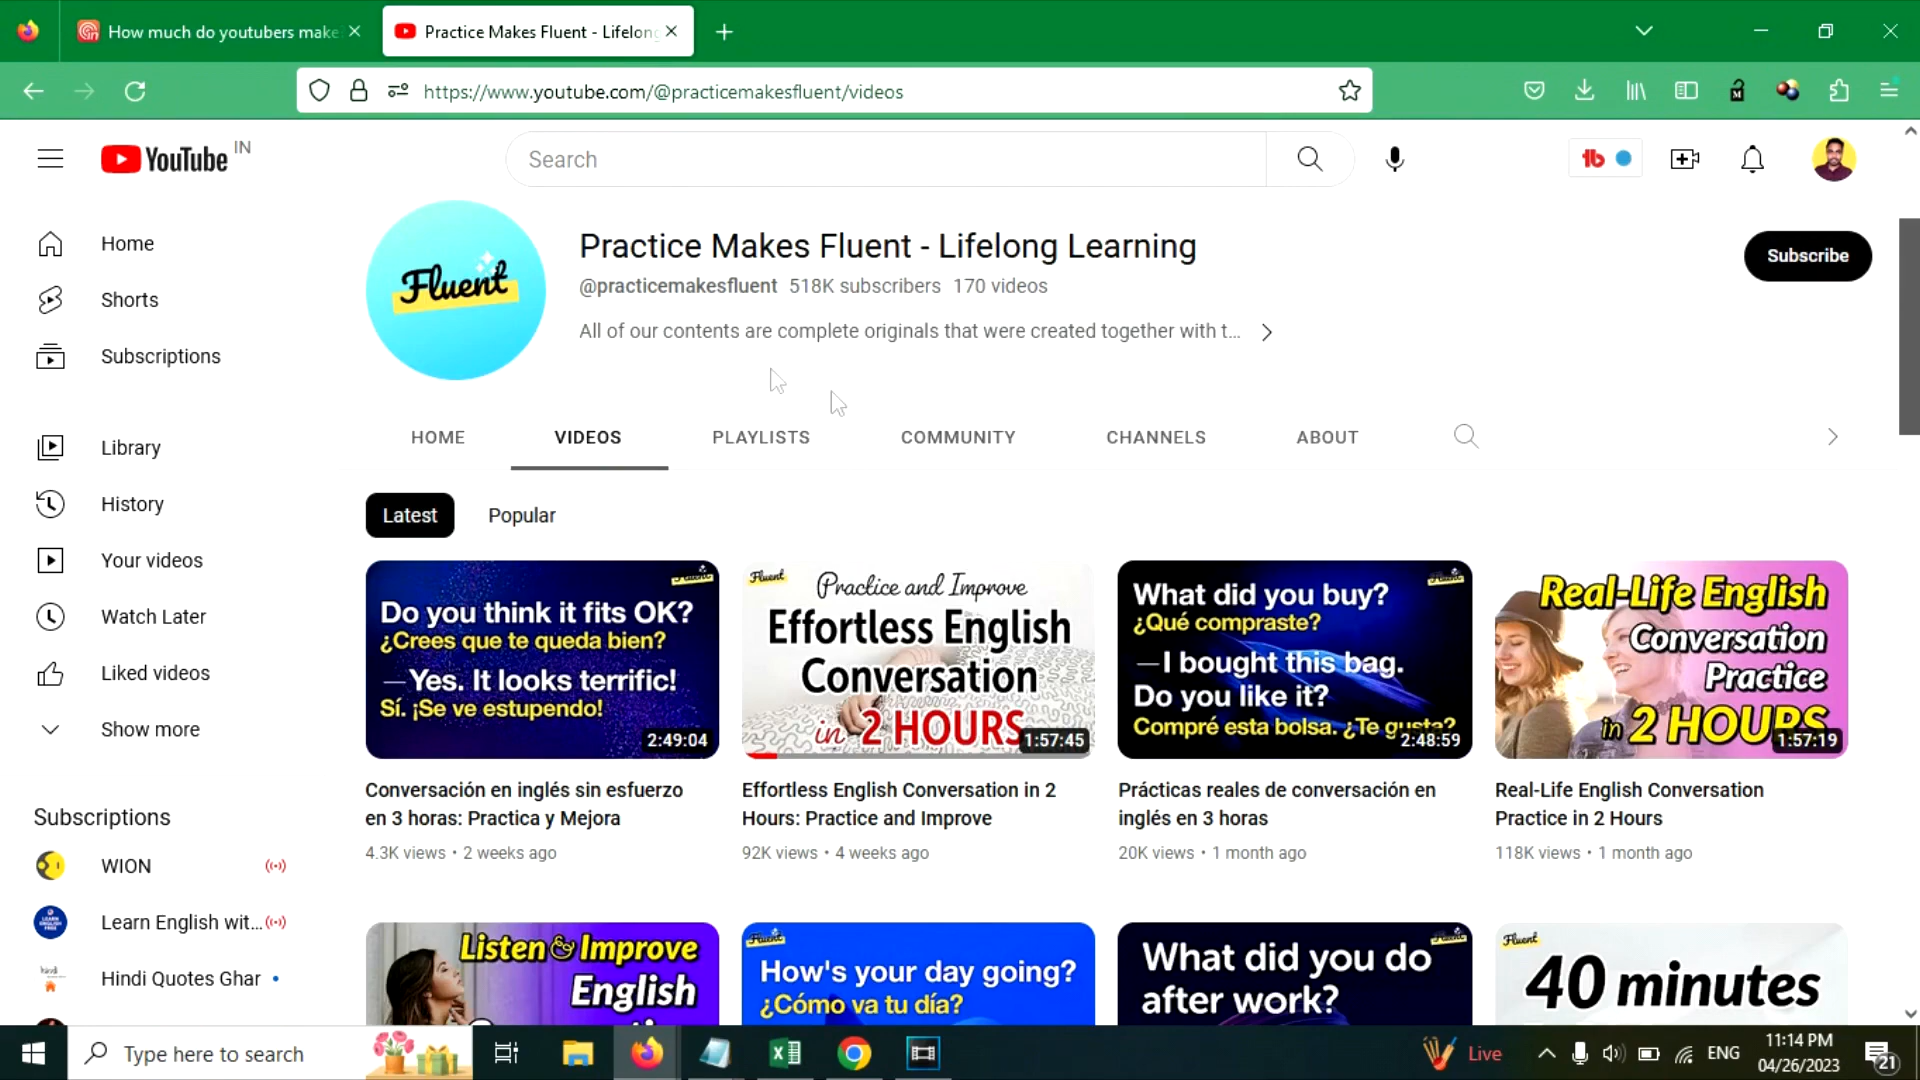 How much do youtubers make
Practice Makes Fluent - Lifelong
https://www.youtube.com/@practicemakesfluent/videos
YouTube IN
Search
Home
Shorts
Subscriptions
Library
History
Your videos
Watch Later
Liked videos
Show more
Subscriptions
WION
Learn English wit...
Hindi Quotes Ghar
Fluent
Practice Makes Fluent - Lifelong Learning
@practicemakesfluent 518K subscribers 170 videos
All of our contents are complete originals that were created together with t...
Subscribe
HOME VIDEOS PLAYLISTS COMMUNITY CHANNELS ABOUT
Latest Popular
Fluent
Do you think it fits OK?
¿Crees que te queda bien?
—Yes. It looks terrific!
Sí. ¡Se ve estupendo!
2:49:04
Conversación en inglés sin esfuerzo
en 3 horas: Practica y Mejora
4.3K views • 2 weeks ago
Fluent
Practice and Improve
Effortless English
Conversation
in 2 HOURS
1:57:45
Effortless English Conversation in 2
Hours: Practice and Improve
92K views • 4 weeks ago
Fluent
What did you buy?
¿Qué compraste?
—I bought this bag.
Do you like it?
Compré esta bolsa. ¿Te gusta?
2:48:59
Prácticas reales de conversación en
inglés en 3 horas
20K views • 1 month ago
Real-Life English
Conversation
Practice
in 2 HOURS
1:57:19
Real-Life English Conversation
Practice in 2 Hours
118K views • 1 month ago
Listen & Improve
English
Fluent
How's your day going?
¿Cómo va tu día?
Fluent
What did you do
after work?
Fluent
40 minutes
Type here to search
Live
ENG
11:14 PM
04/26/2023
21